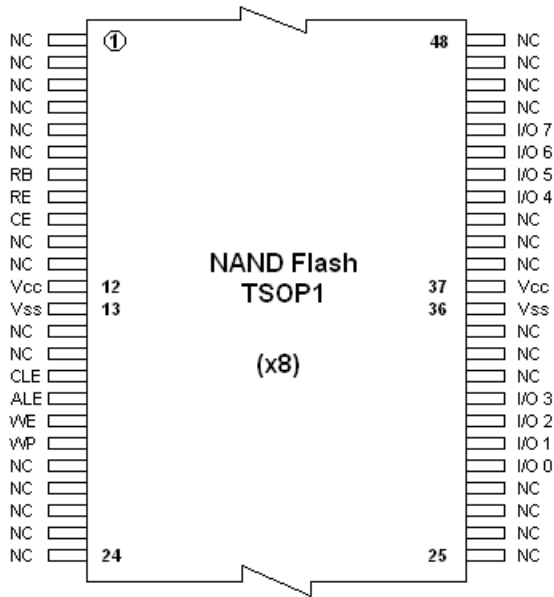 NC ① 48 NC
NC NC
NC NC
NC NC
NC I/O 7
NC I/O 6
RB I/O 5
RE I/O 4
CE NC
NC NC
NC NAND Flash NC
Vcc 12 TSOP1 37 Vcc
Vss 13 36 Vss
NC NC
NC (x8) NC
CLE NC
ALE I/O 3
WE I/O 2
WP I/O 1
NC I/O 0
NC NC
NC NC
NC NC
NC 24 25 NC